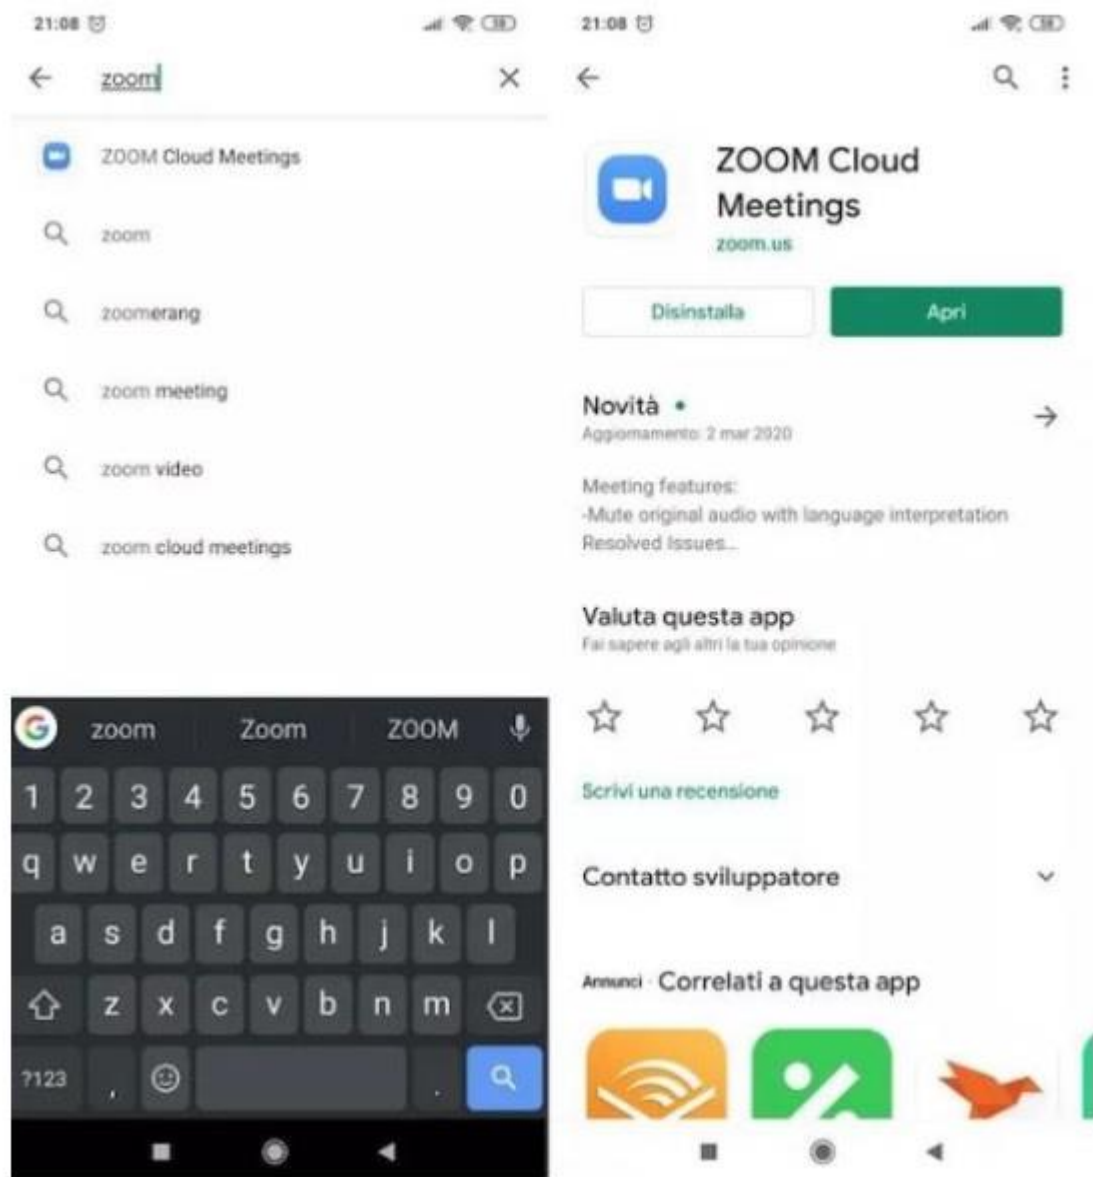 21:08
38
zoom
ZOOM Cloud Meetings
zoom
zoomerang
zoom meeting
zoom video
zoom cloud meetings
G zoom Zoom ZOOM
1 2 3 4 5 6 7 8 9 0
q w e r t y u i o p
a s d f g h j k l
z x c v b n m
?123 , .
21:08
38
ZOOM Cloud
Meetings
zoom.us
Disinstalla Apri
Novità
Aggiornamento: 2 mar 2020
Meeting features:
-Mute original audio with language interpretation
Resolved Issues...
Valuta questa app
Fai sapere agli altri la tua opinione
Scrivi una recensione
Contatto sviluppatore
Annunci · Correlati a questa app